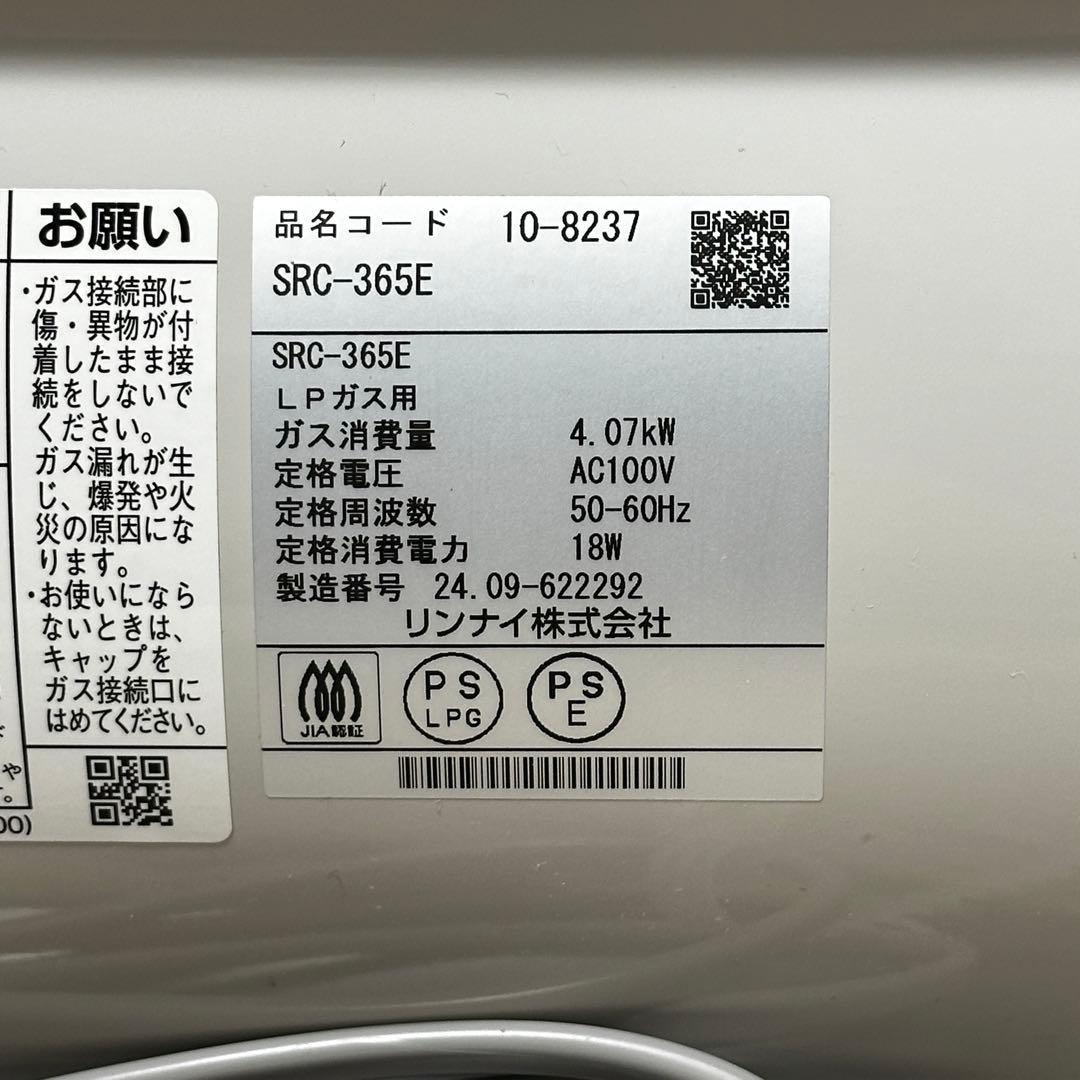 お願い
・ガス接続部に
傷・異物が付
着したまま接
続をしないで
ください。
ガス漏れが生
じ、爆発や火
災の原因にな
ります。
・お使いになら
ないときは、
キャップを
ガス接続口に
はめてください。
や
す。
00)
品名コード 10-8237
SRC-365E
SRC-365E
LPガス用
ガス消費量 4.07kW
定格電圧 AC100V
定格周波数 50-60Hz
定格消費電力 18W
製造番号 24.09-622292
リンナイ株式会社
JIA認証
PS
LPG
PS
E